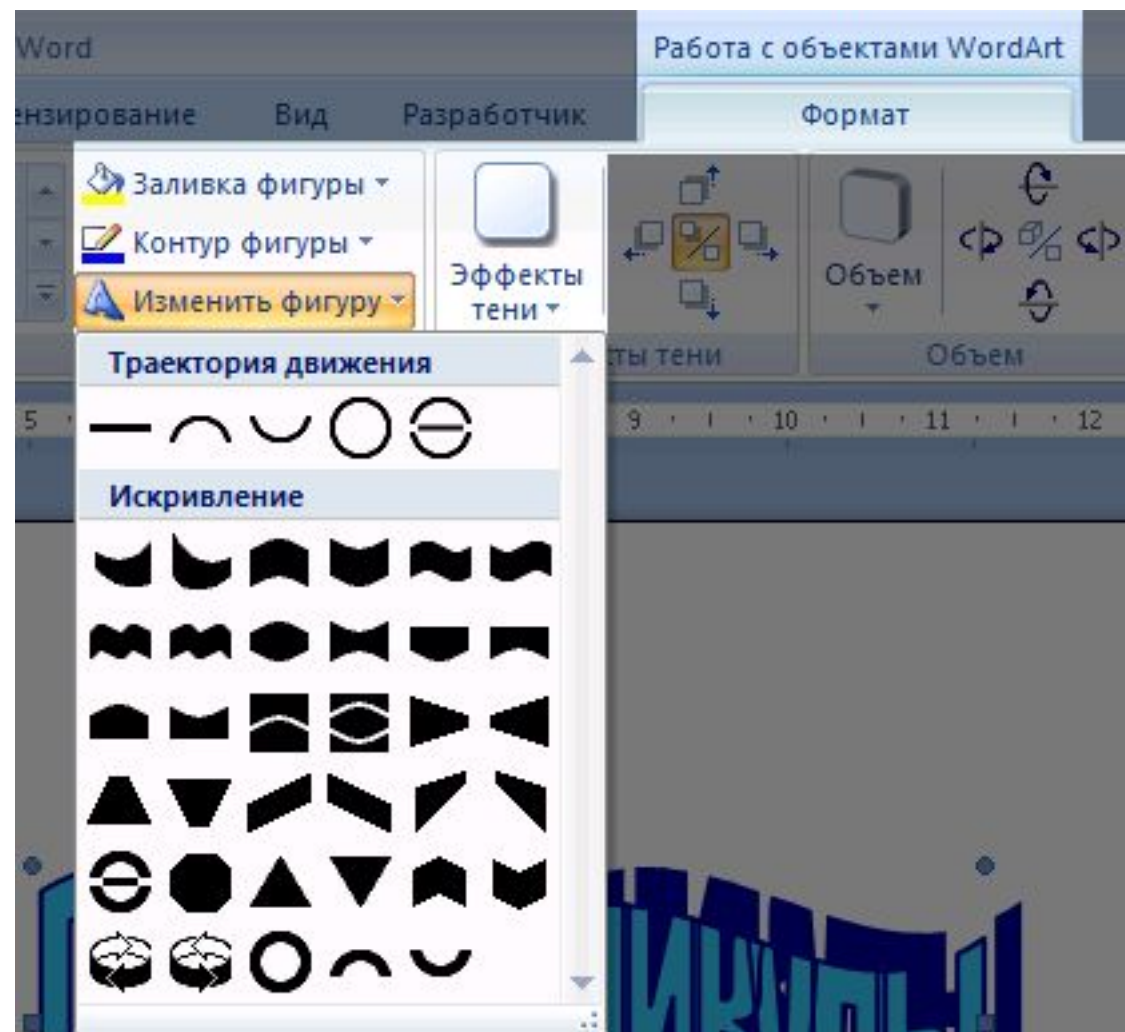 Word
Работа с объектами WordArt
ензирование Вид Разработчик Формат
Заливка фигуры
Контур фигуры
Изменить фигуру
Эффекты
тени
Объем
ты тени
Объем
Траектория движения
5 9 10 11 12
Искривление